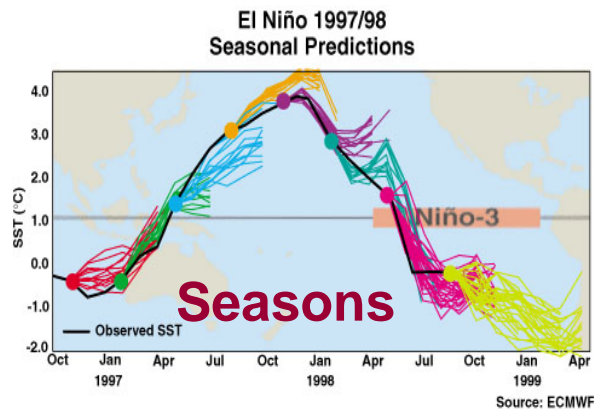 El Niño 1997/98
Seasonal Predictions
4.0
3.0
2.0
1.0
0.0
-1.0
-2.0
SST (°C)
Niño-3
Seasons
Observed SST
Oct Jan Apr Jul Oct Jan Apr Jul Oct Jan Apr
1997 1998 1999
Source: ECMWF